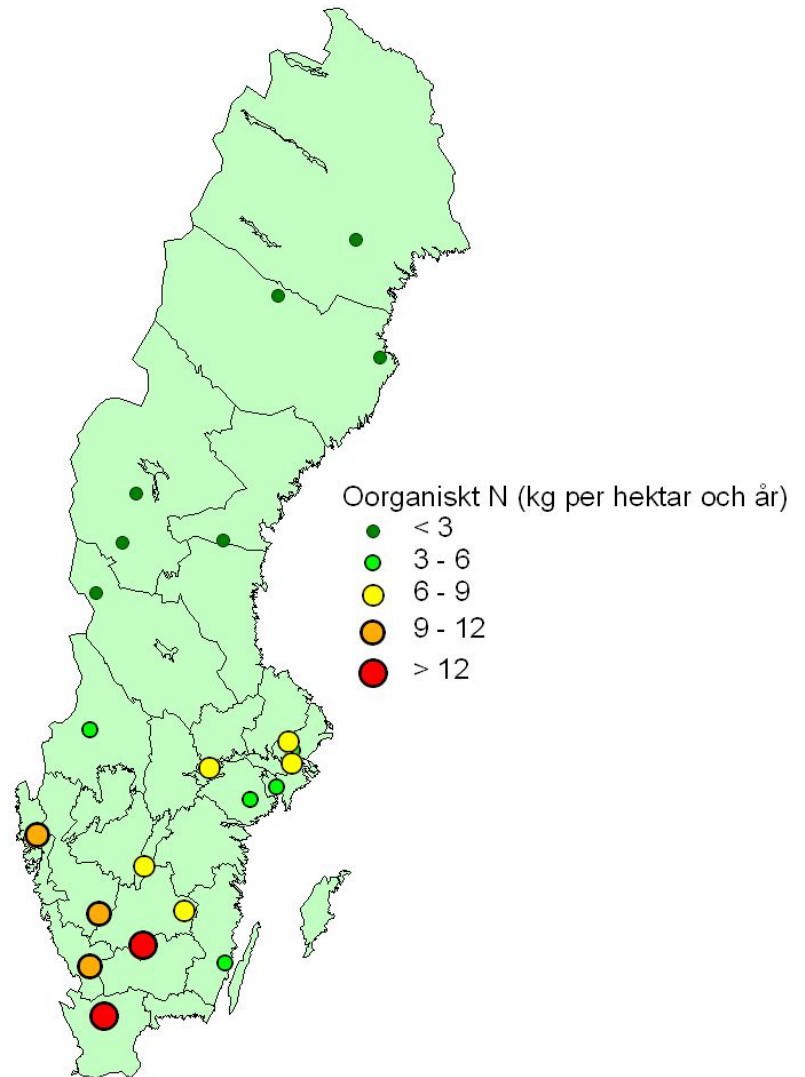 Oorganiskt N (kg per hektar och år)
< 3
3 - 6
6 - 9
9 - 12
> 12